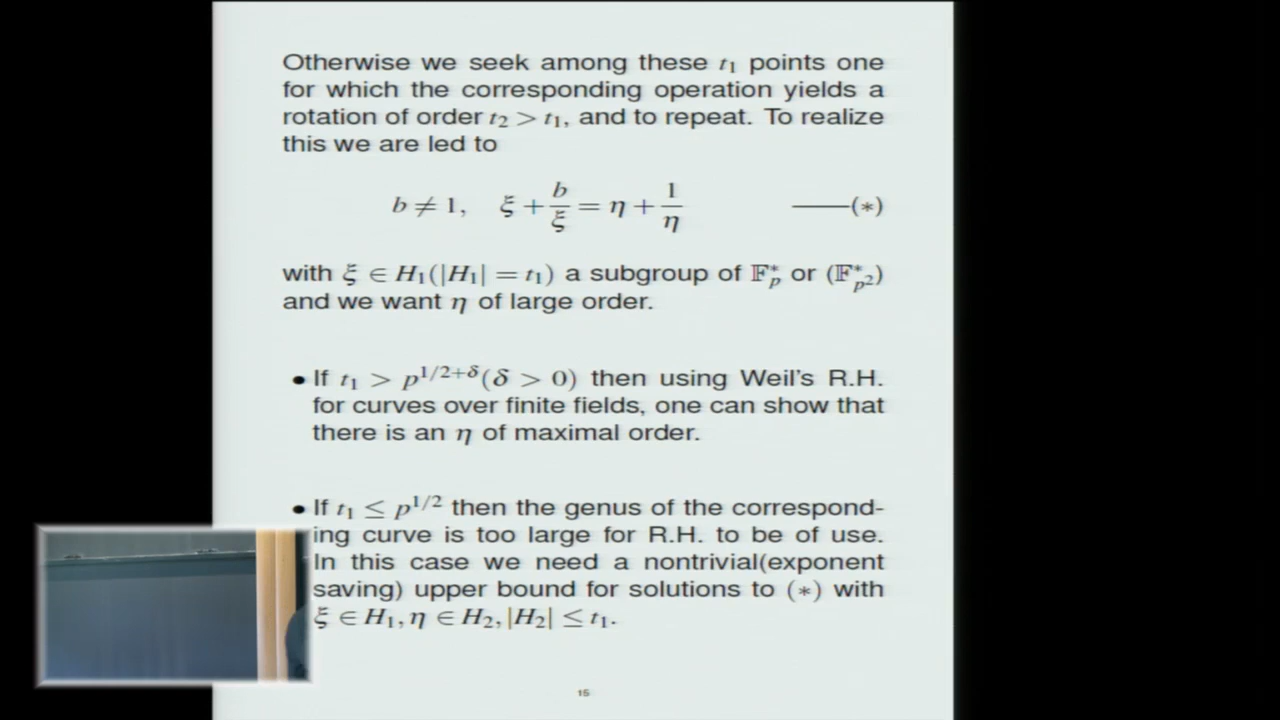 Otherwise we seek among these t₁ points one
for which the corresponding operation yields a
rotation of order t₂ > t₁, and to repeat. To realize
this we are led to
b ≠ 1, ξ + b/ξ = η + 1/η ——(∗)
with ξ ∈ H₁(|H₁| = t₁) a subgroup of 𝔽*ₚ or (𝔽*ₚ²)
and we want η of large order.
• If t₁ > p^{1/2+δ}(δ > 0) then using Weil's R.H.
for curves over finite fields, one can show that
there is an η of maximal order.
• If t₁ ≤ p^{1/2} then the genus of the correspond-
ing curve is too large for R.H. to be of use.
In this case we need a nontrivial(exponent
saving) upper bound for solutions to (∗) with
ξ ∈ H₁, η ∈ H₂, |H₂| ≤ t₁.
15